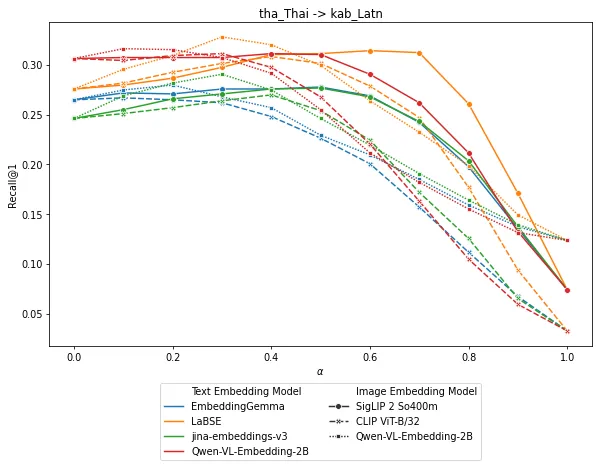 tha_Thai -> kab_Latn
Recall@1
0.30
0.25
0.20
0.15
0.10
0.05
0.0 0.2 0.4 0.6 0.8 1.0
α
Text Embedding Model
EmbeddingGemma
LaBSE
jina-embeddings-v3
Qwen-VL-Embedding-2B
Image Embedding Model
SigLIP 2 So400m
CLIP ViT-B/32
Qwen-VL-Embedding-2B